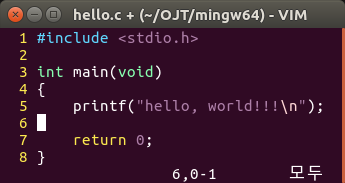 hello.c + (~/OJT/mingw64) - VIM
1 #include <stdio.h>
2
3 int main(void)
4 {
5     printf("hello, world!!!\n");
6
7     return 0;
8 }
6,0-1 모두